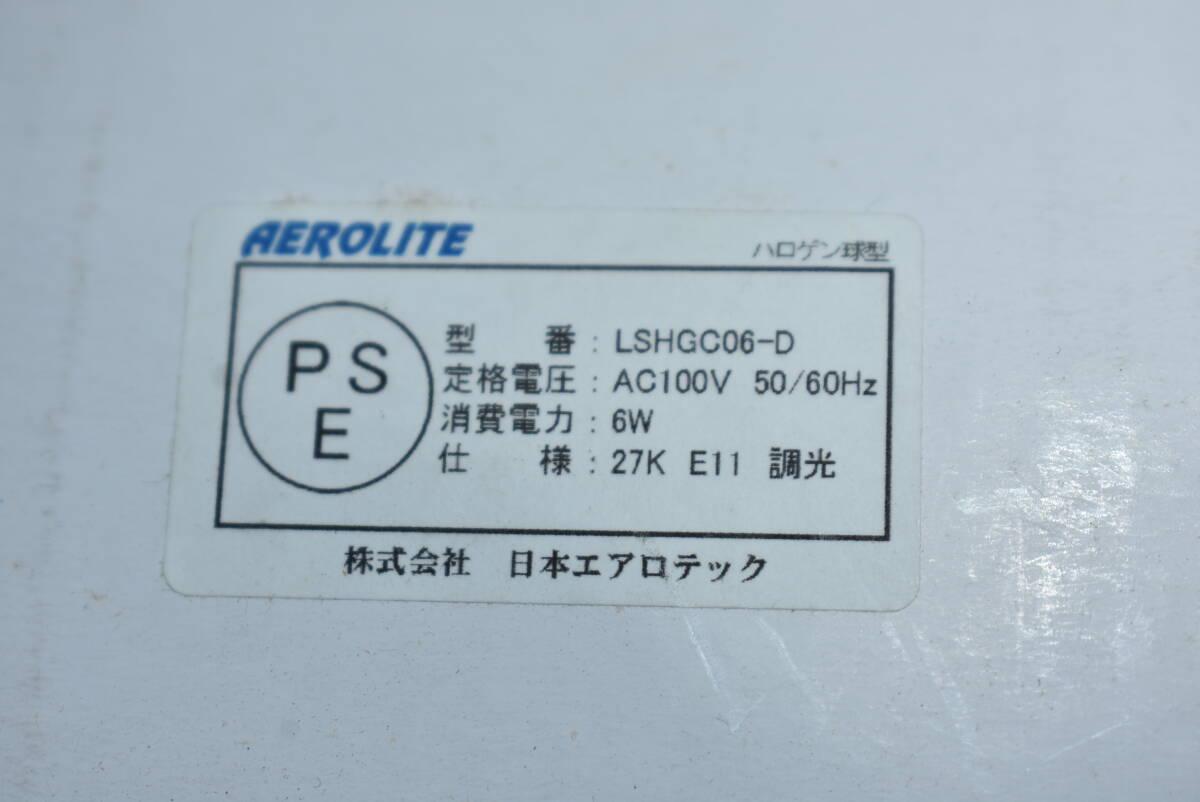 AEROLITE ハロゲン球型
PS
E
型 番 : LSHGC06-D
定格電圧 : AC100V 50/60Hz
消費電力 : 6W
仕 様 : 27K E11 調光
株式会社 日本エアロテック